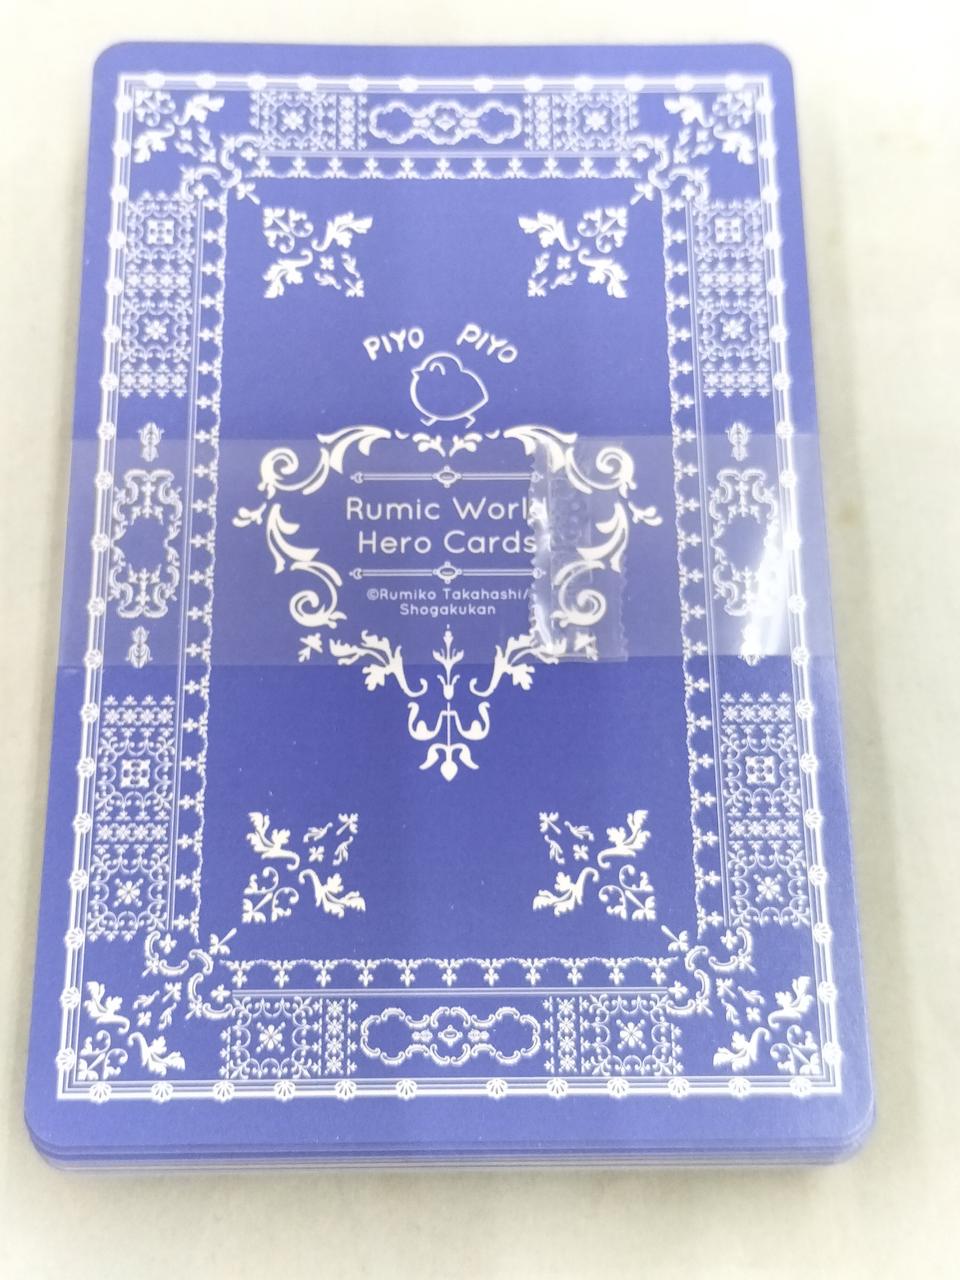 PIYO PIYO
Rumic World
Hero Cards
©Rumiko Takahashi/
Shogakukan